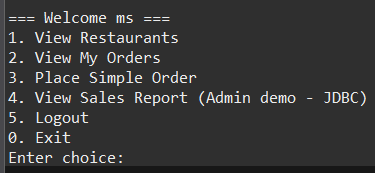 === Welcome ms ===
1. View Restaurants
2. View My Orders
3. Place Simple Order
4. View Sales Report (Admin demo - JDBC)
5. Logout
0. Exit
Enter choice: